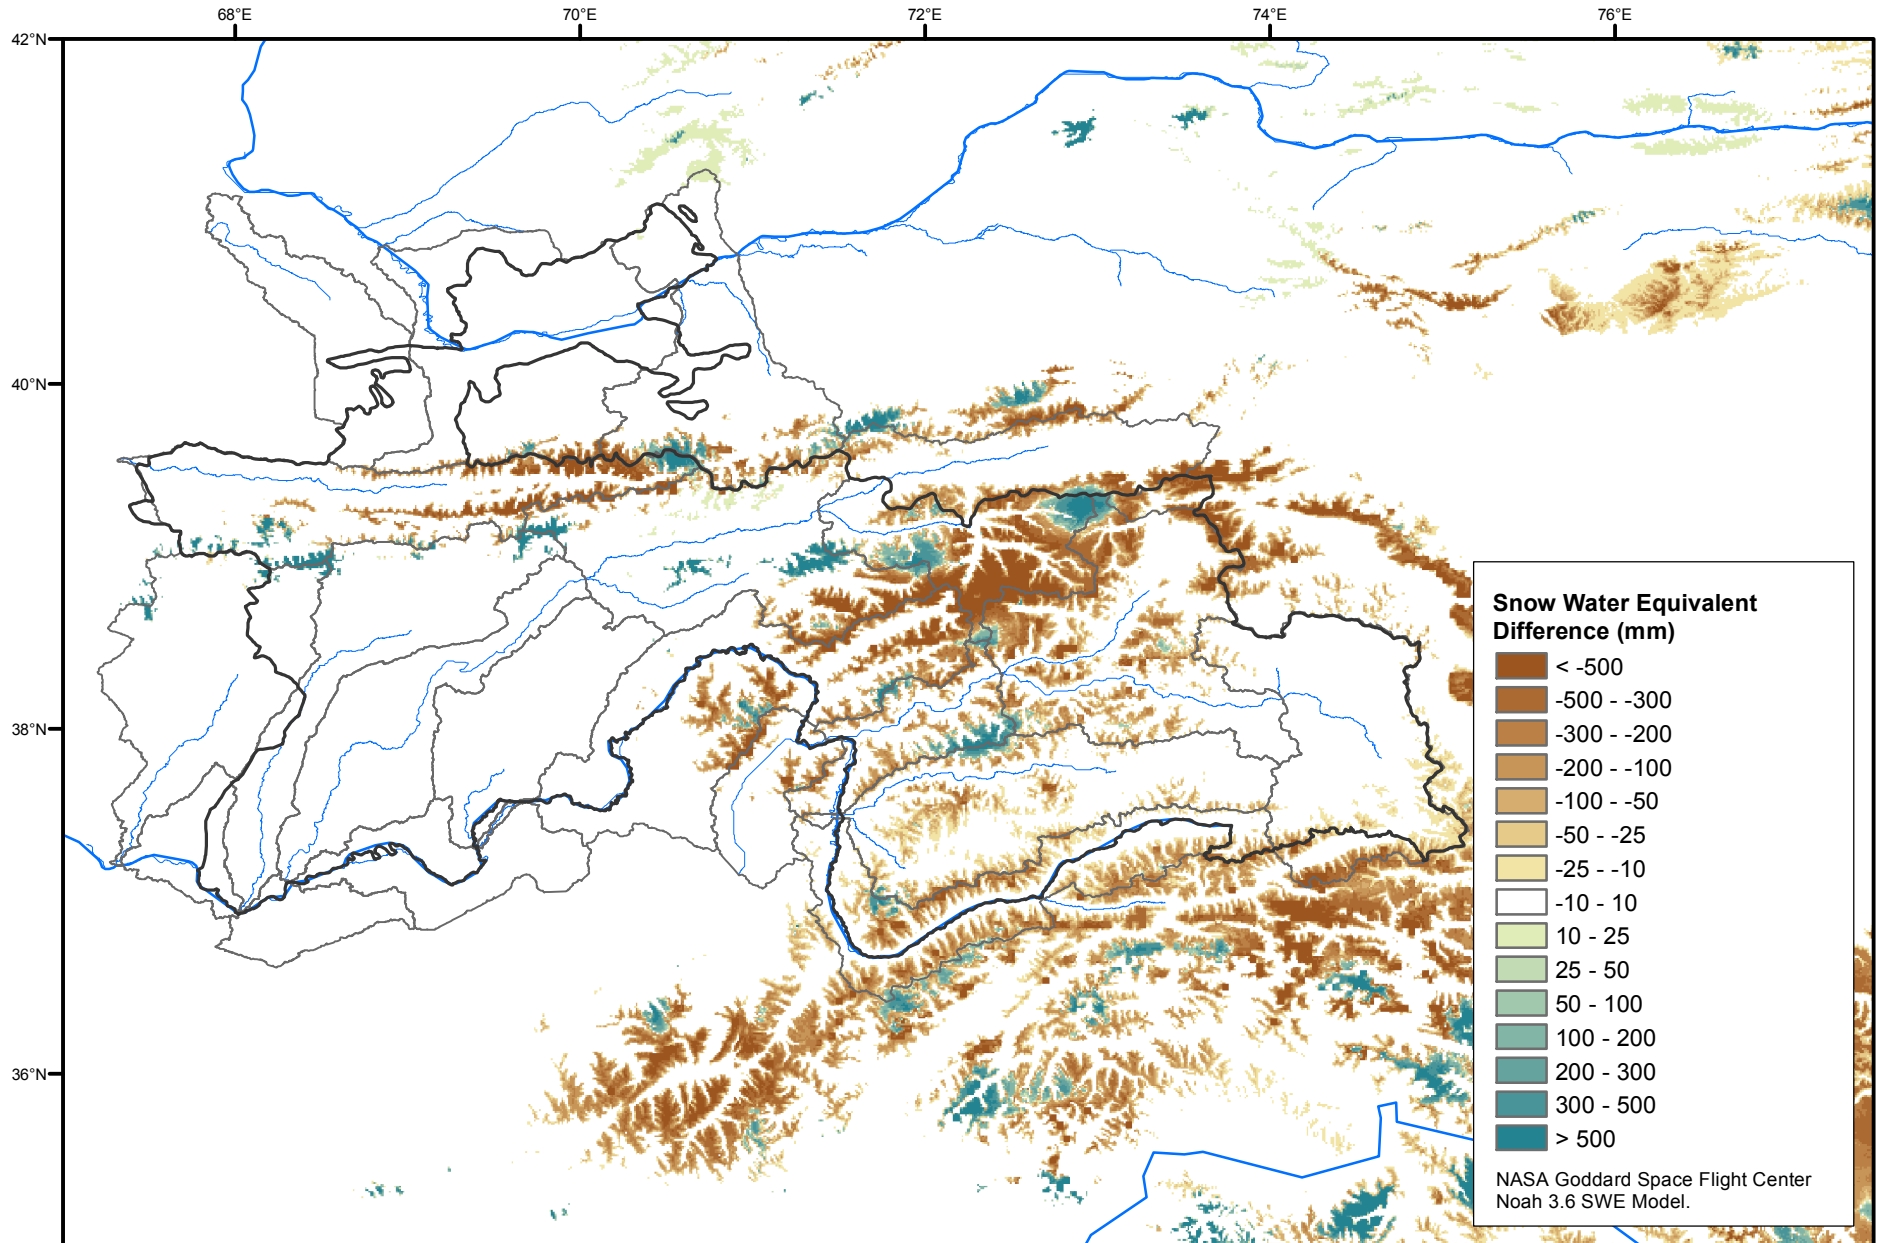 68°E 70°E 72°E 74°E 76°E
42°N
40°N
38°N
36°N
Snow Water Equivalent
Difference (mm)
< -500
-500 - -300
-300 - -200
-200 - -100
-100 - -50
-50 - -25
-25 - -10
-10 - 10
10 - 25
25 - 50
50 - 100
100 - 200
200 - 300
300 - 500
> 500
NASA Goddard Space Flight Center
Noah 3.6 SWE Model.